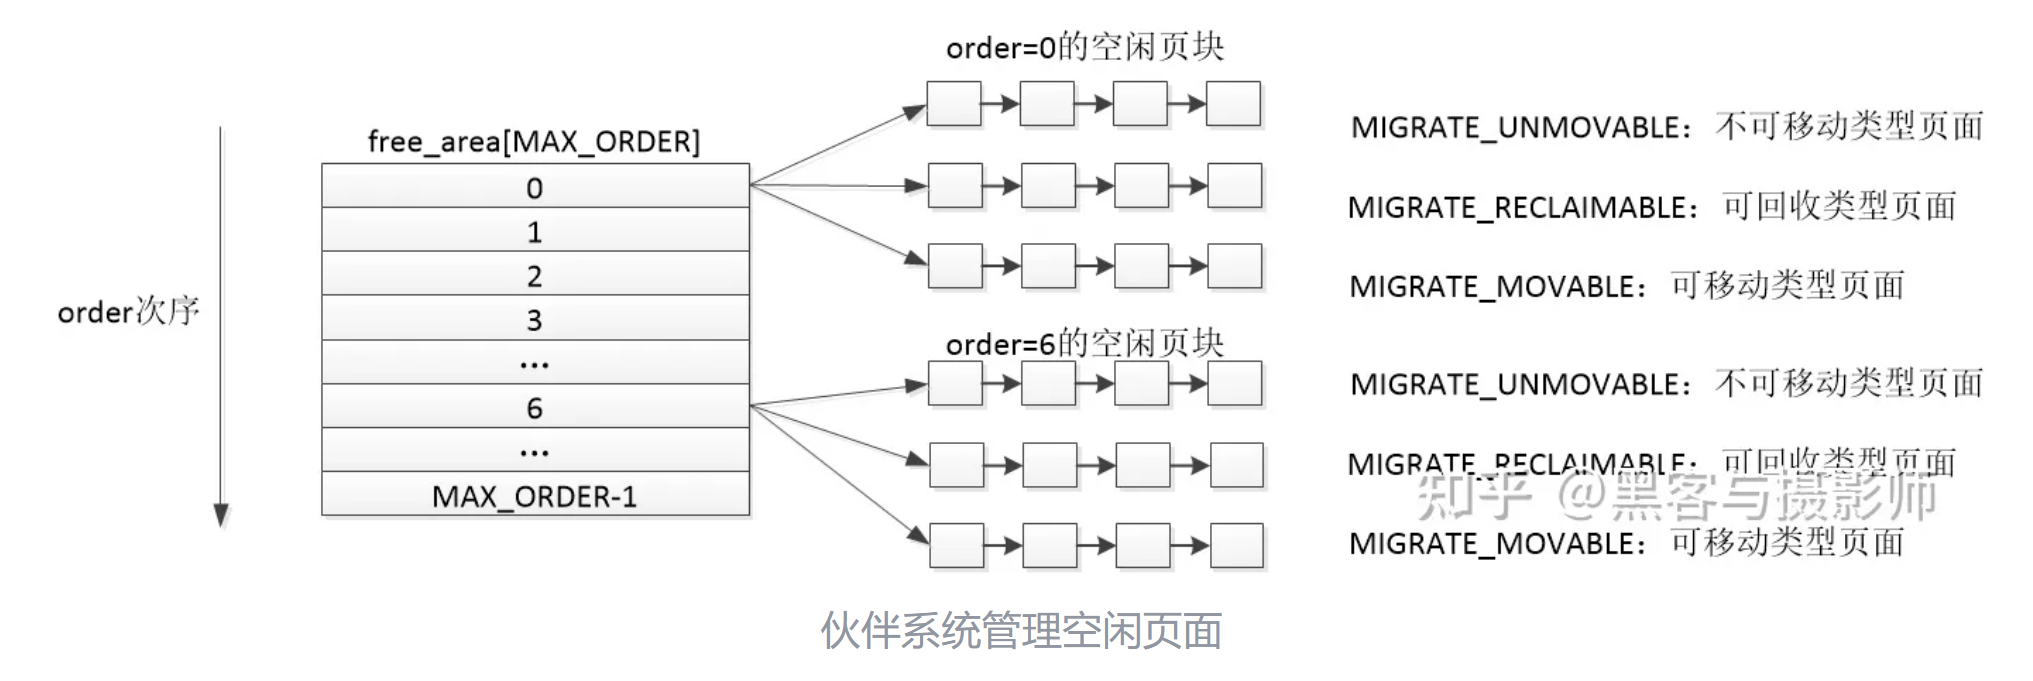 order次序
free_area[MAX_ORDER]
0
1
2
3
...
6
...
MAX_ORDER-1
order=0的空闲页块
MIGRATE_UNMOVABLE：不可移动类型页面
MIGRATE_RECLAIMABLE：可回收类型页面
MIGRATE_MOVABLE：可移动类型页面
order=6的空闲页块
MIGRATE_UNMOVABLE：不可移动类型页面
MIGRATE_RECLAIMABLE：可回收类型页面
知乎 @黑客与摄影师
MIGRATE_MOVABLE：可移动类型页面
伙伴系统管理空闲页面